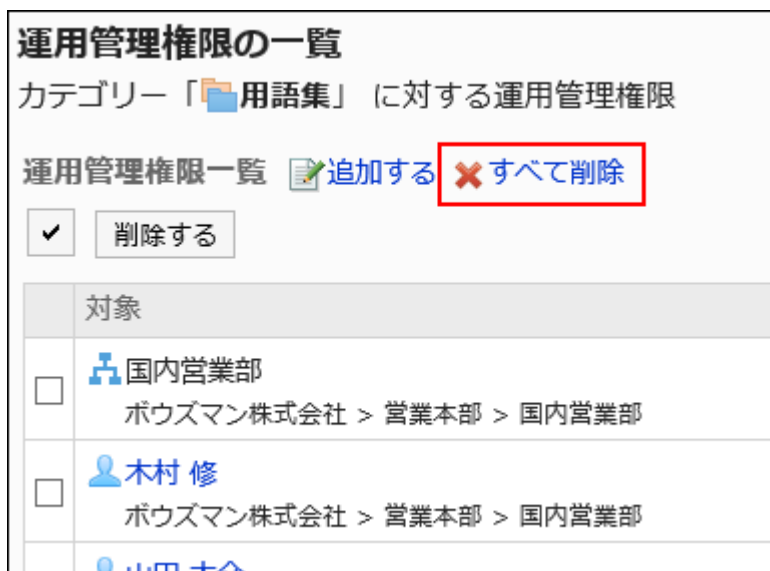 運用管理権限の一覧
カテゴリー「用語集」 に対する運用管理権限
運用管理権限一覧 追加する すべて削除
削除する
対象
国内営業部
ボウズマン株式会社 > 営業本部 > 国内営業部
木村 修
ボウズマン株式会社 > 営業本部 > 国内営業部